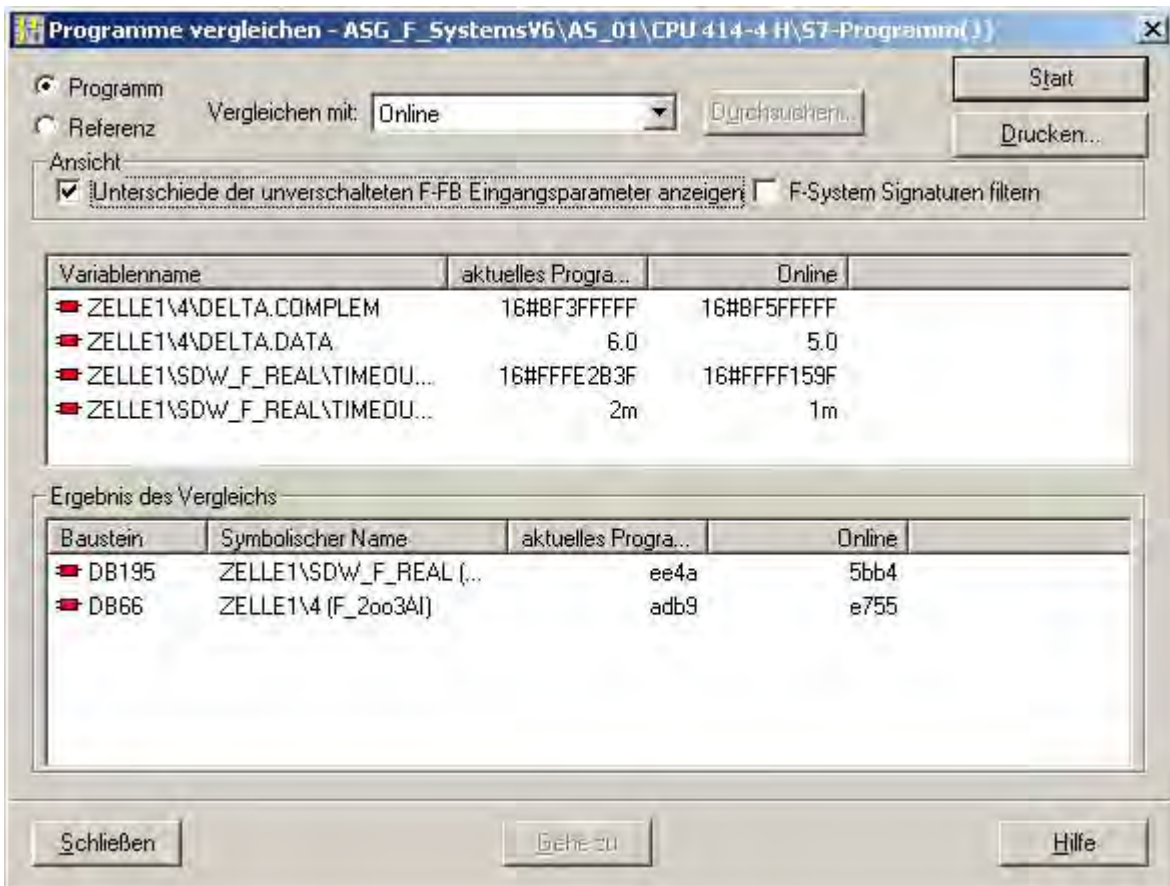 Programme vergleichen - ASG_F_SystemsV6\AS_01\CPU 414-4 H\S7-Programm(1)
Programm
Referenz
Vergleichen mit: Online
Durchsuchen...
Start
Drucken...
Ansicht
Unterschiede der unverschalteten F-FB Eingangsparameter anzeigen F-System Signaturen filtern
Variablenname aktuelles Progra... Online
ZELLE1\4\DELTA.COMPLEM 16#BF3FFFFF 16#BF5FFFFF
ZELLE1\4\DELTA.DATA 6.0 5.0
ZELLE1\SDW_F_REAL\TIMEOU... 16#FFFE2B3F 16#FFFF159F
ZELLE1\SDW_F_REAL\TIMEOU... 2m 1m
Ergebnis des Vergleichs
Baustein Symbolischer Name aktuelles Progra... Online
DB195 ZELLE1\SDW_F_REAL (... ee4a 5bb4
DB66 ZELLE1\4 (F_2oo3AI) adb9 e755
Schließen Gehe zu Hilfe